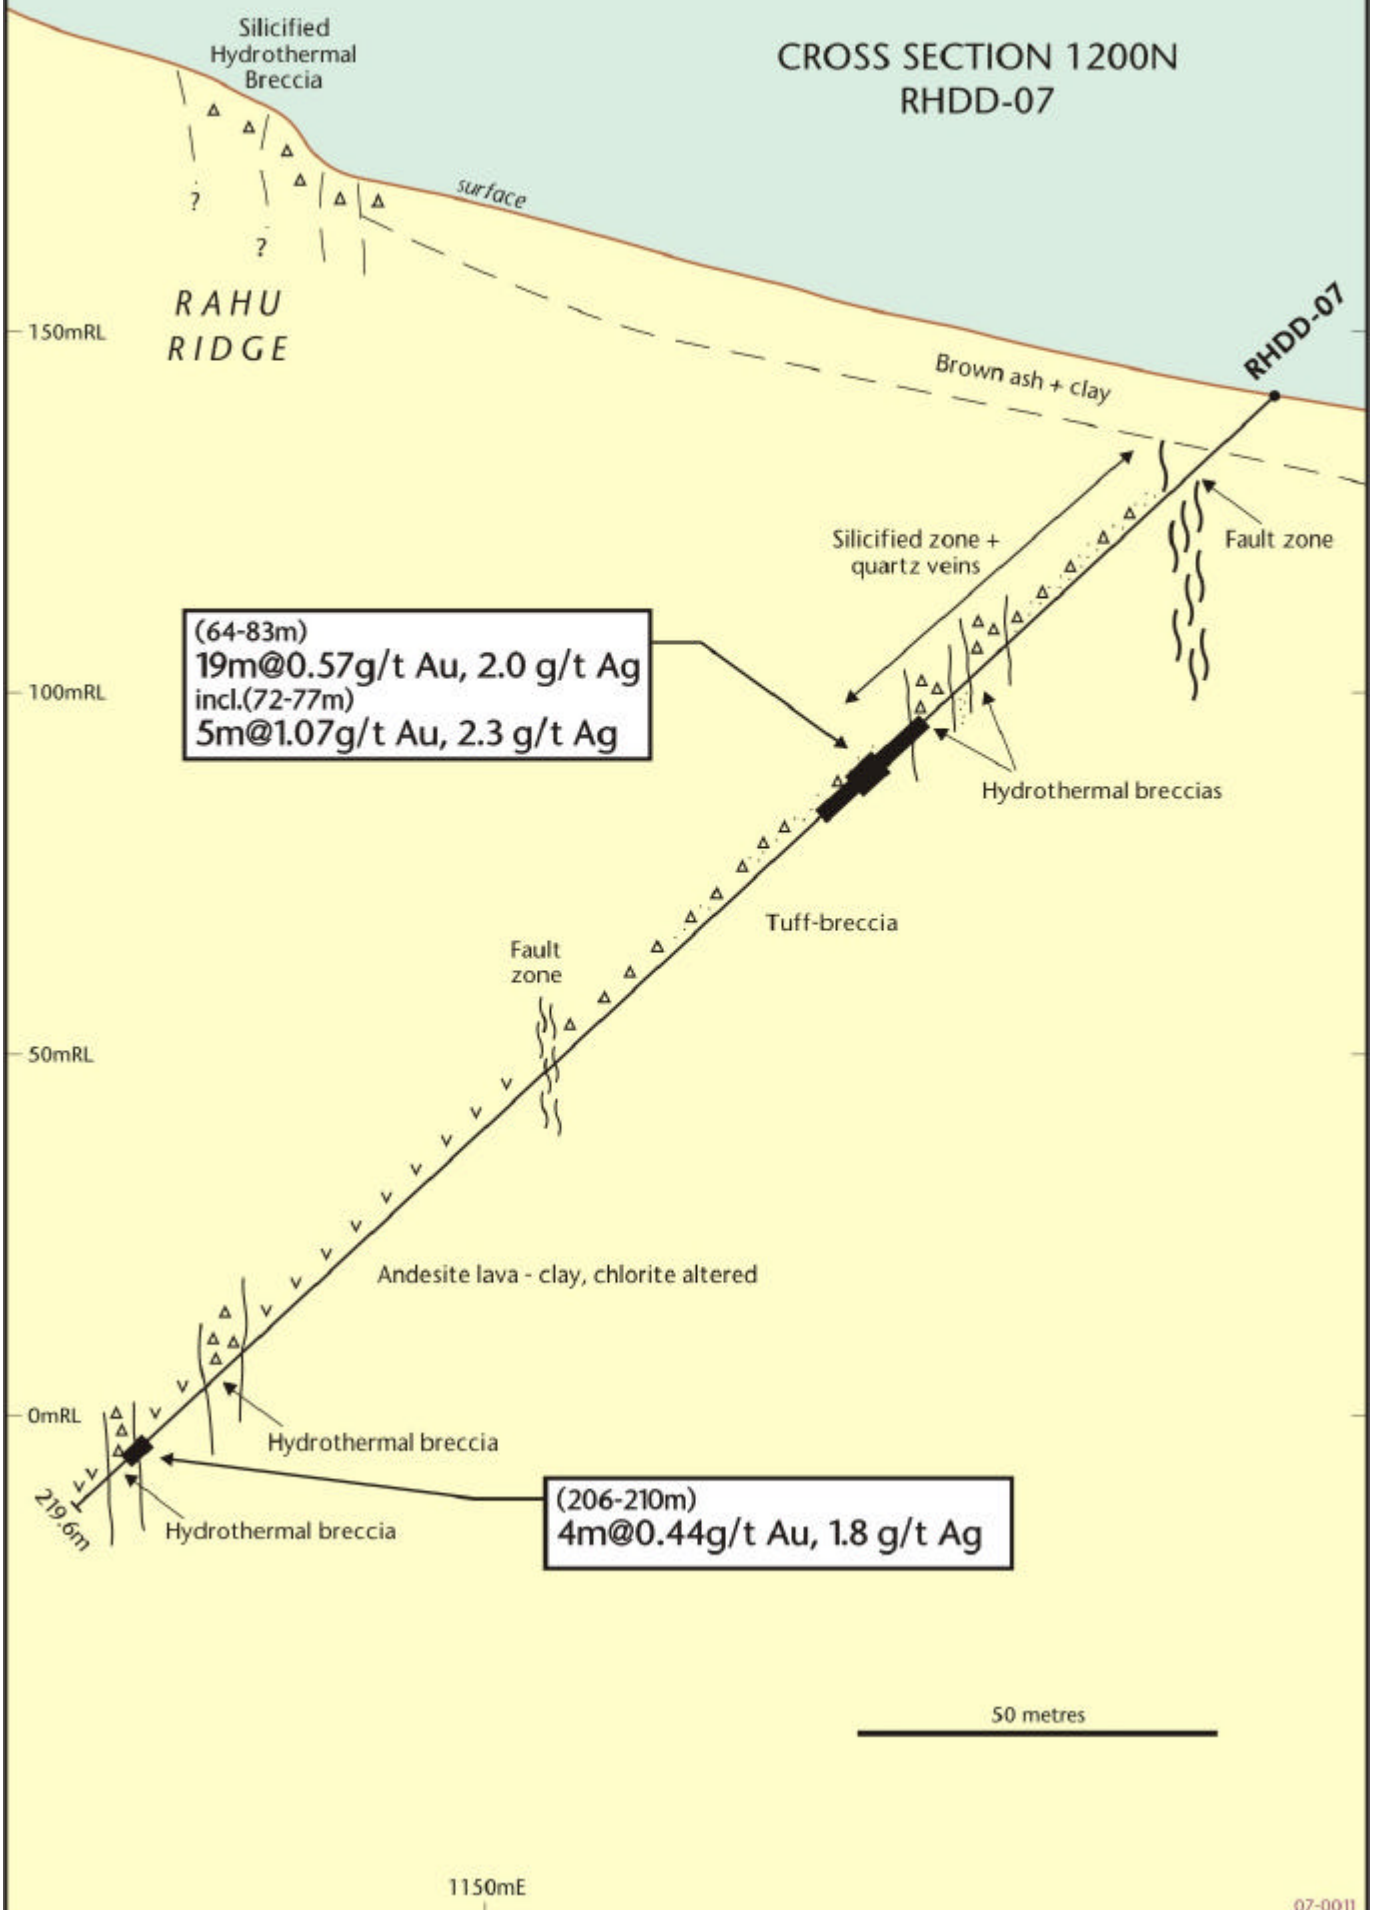 Silicified
Hydrothermal
Breccia
CROSS SECTION 1200N
RHDD-07
surface
?
?
RAHU
RIDGE
150mRL
RHDD-07
Brown ash + clay
Silicified zone +
quartz veins
Fault zone
(64-83m)
19m@0.57g/t Au, 2.0 g/t Ag
incl.(72-77m)
5m@1.07g/t Au, 2.3 g/t Ag
100mRL
Hydrothermal breccias
Tuff-breccia
Fault
zone
50mRL
Andesite lava - clay, chlorite altered
0mRL
Hydrothermal breccia
219.6m
Hydrothermal breccia
(206-210m)
4m@0.44g/t Au, 1.8 g/t Ag
50 metres
1150mE
07-0011